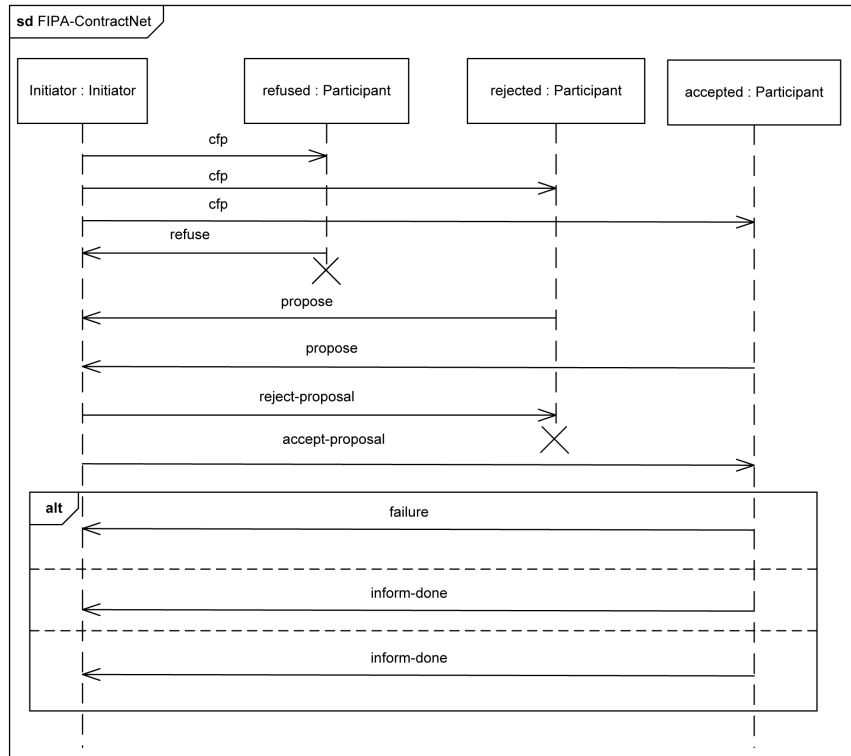 sd FIPA-ContractNet
Initiator : Initiator
refused : Participant
rejected : Participant
accepted : Participant
cfp
cfp
cfp
refuse
propose
propose
reject-proposal
accept-proposal
alt
failure
inform-done
inform-done